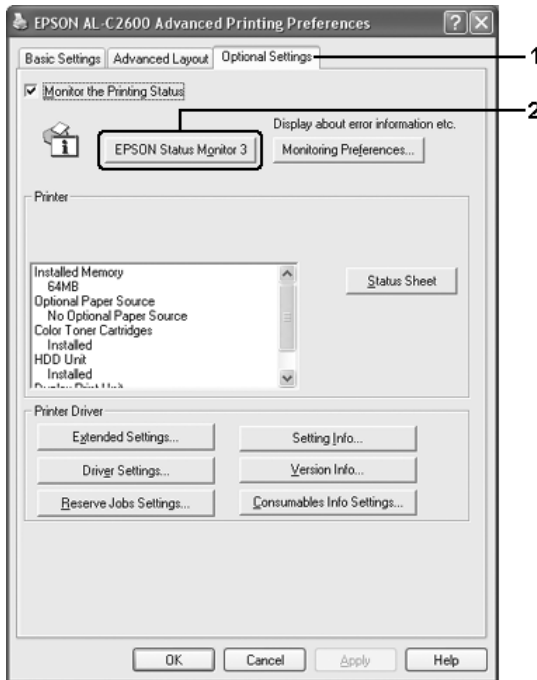 EPSON AL-C2600 Advanced Printing Preferences
Basic Settings Advanced Layout Optional Settings
1
Monitor the Printing Status
2
Display about error information etc.
EPSON Status Monitor 3 Monitoring Preferences...
Printer
Installed Memory
64MB
Optional Paper Source
No Optional Paper Source
Color Toner Cartridges
Installed
HDD Unit
Installed
Duplex Print Unit
Status Sheet
Printer Driver
Extended Settings... Setting Info...
Driver Settings... Version Info...
Reserve Jobs Settings... Consumables Info Settings...
OK Cancel Apply Help